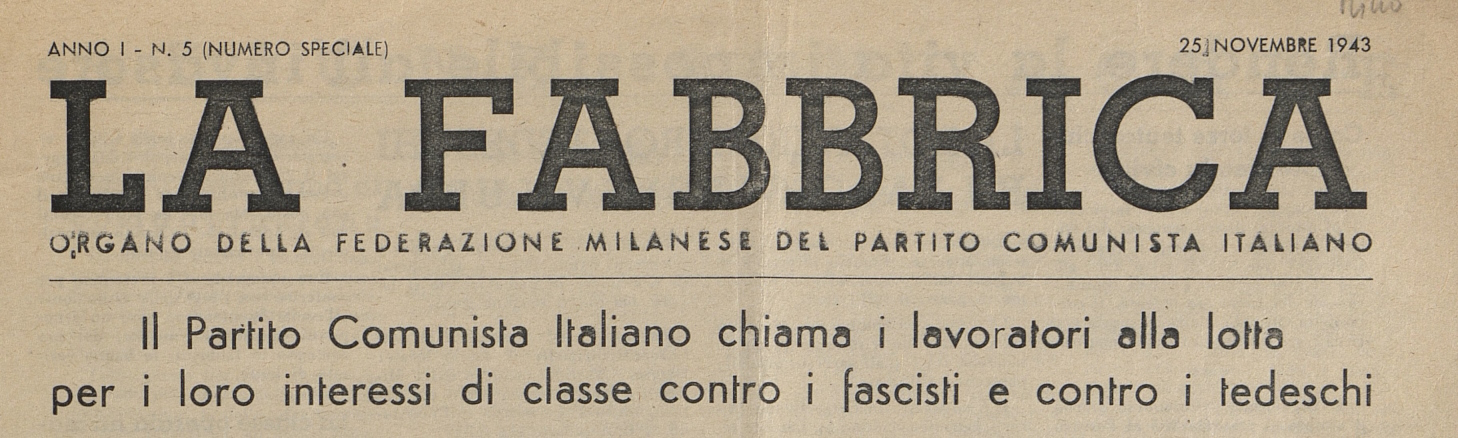 ANNO I - N. 5 (NUMERO SPECIALE)
25 NOVEMBRE 1943
LA FABBRICA
ORGANO DELLA FEDERAZIONE MILANESE DEL PARTITO COMUNISTA ITALIANO
Il Partito Comunista Italiano chiama i lavoratori alla lotta
per i loro interessi di classe contro i fascisti e contro i tedeschi